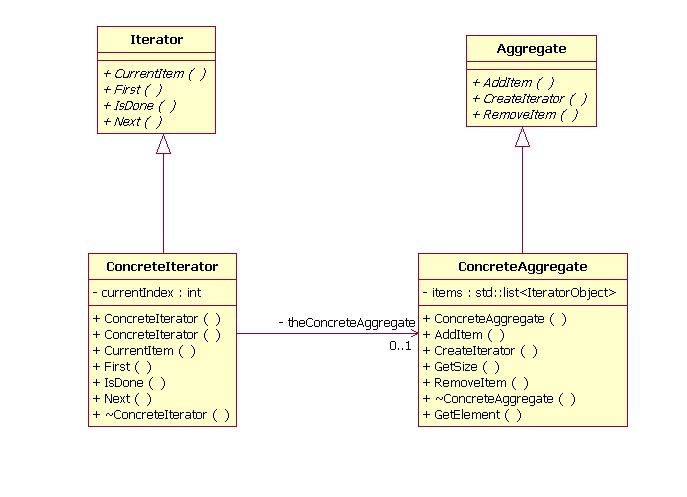 Iterator
+ CurrentItem ( )
+ First ( )
+ IsDone ( )
+ Next ( )
Aggregate
+ AddItem ( )
+ CreateIterator ( )
+ RemoveItem ( )
ConcreteIterator
- currentIndex : int
+ ConcreteIterator ( )
+ ConcreteIterator ( )
+ CurrentItem ( )
+ First ( )
+ IsDone ( )
+ Next ( )
+ ~ConcreteIterator ( )
- theConcreteAggregate
0..1
ConcreteAggregate
- items : std::list<IteratorObject>
+ ConcreteAggregate ( )
+ AddItem ( )
+ CreateIterator ( )
+ GetSize ( )
+ RemoveItem ( )
+ ~ConcreteAggregate ( )
+ GetElement ( )